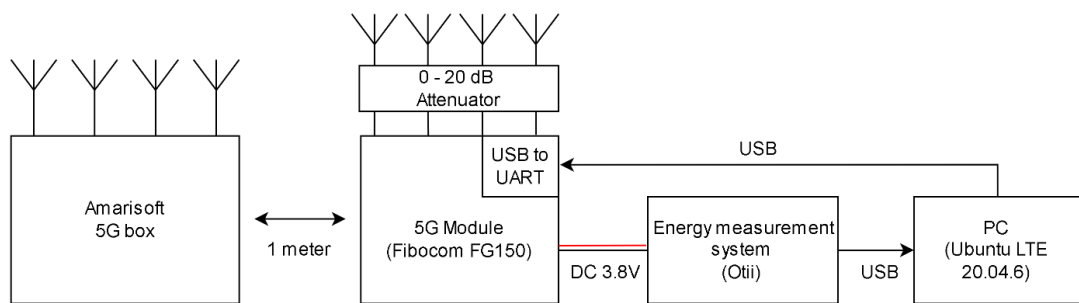 0 - 20 dB
Attenuator
USB to
UART
USB
Amarisoft
5G box
1 meter
5G Module
(Fibocom FG150)
DC 3.8V
Energy measurement
system
(Otii)
USB
PC
(Ubuntu LTE
20.04.6)